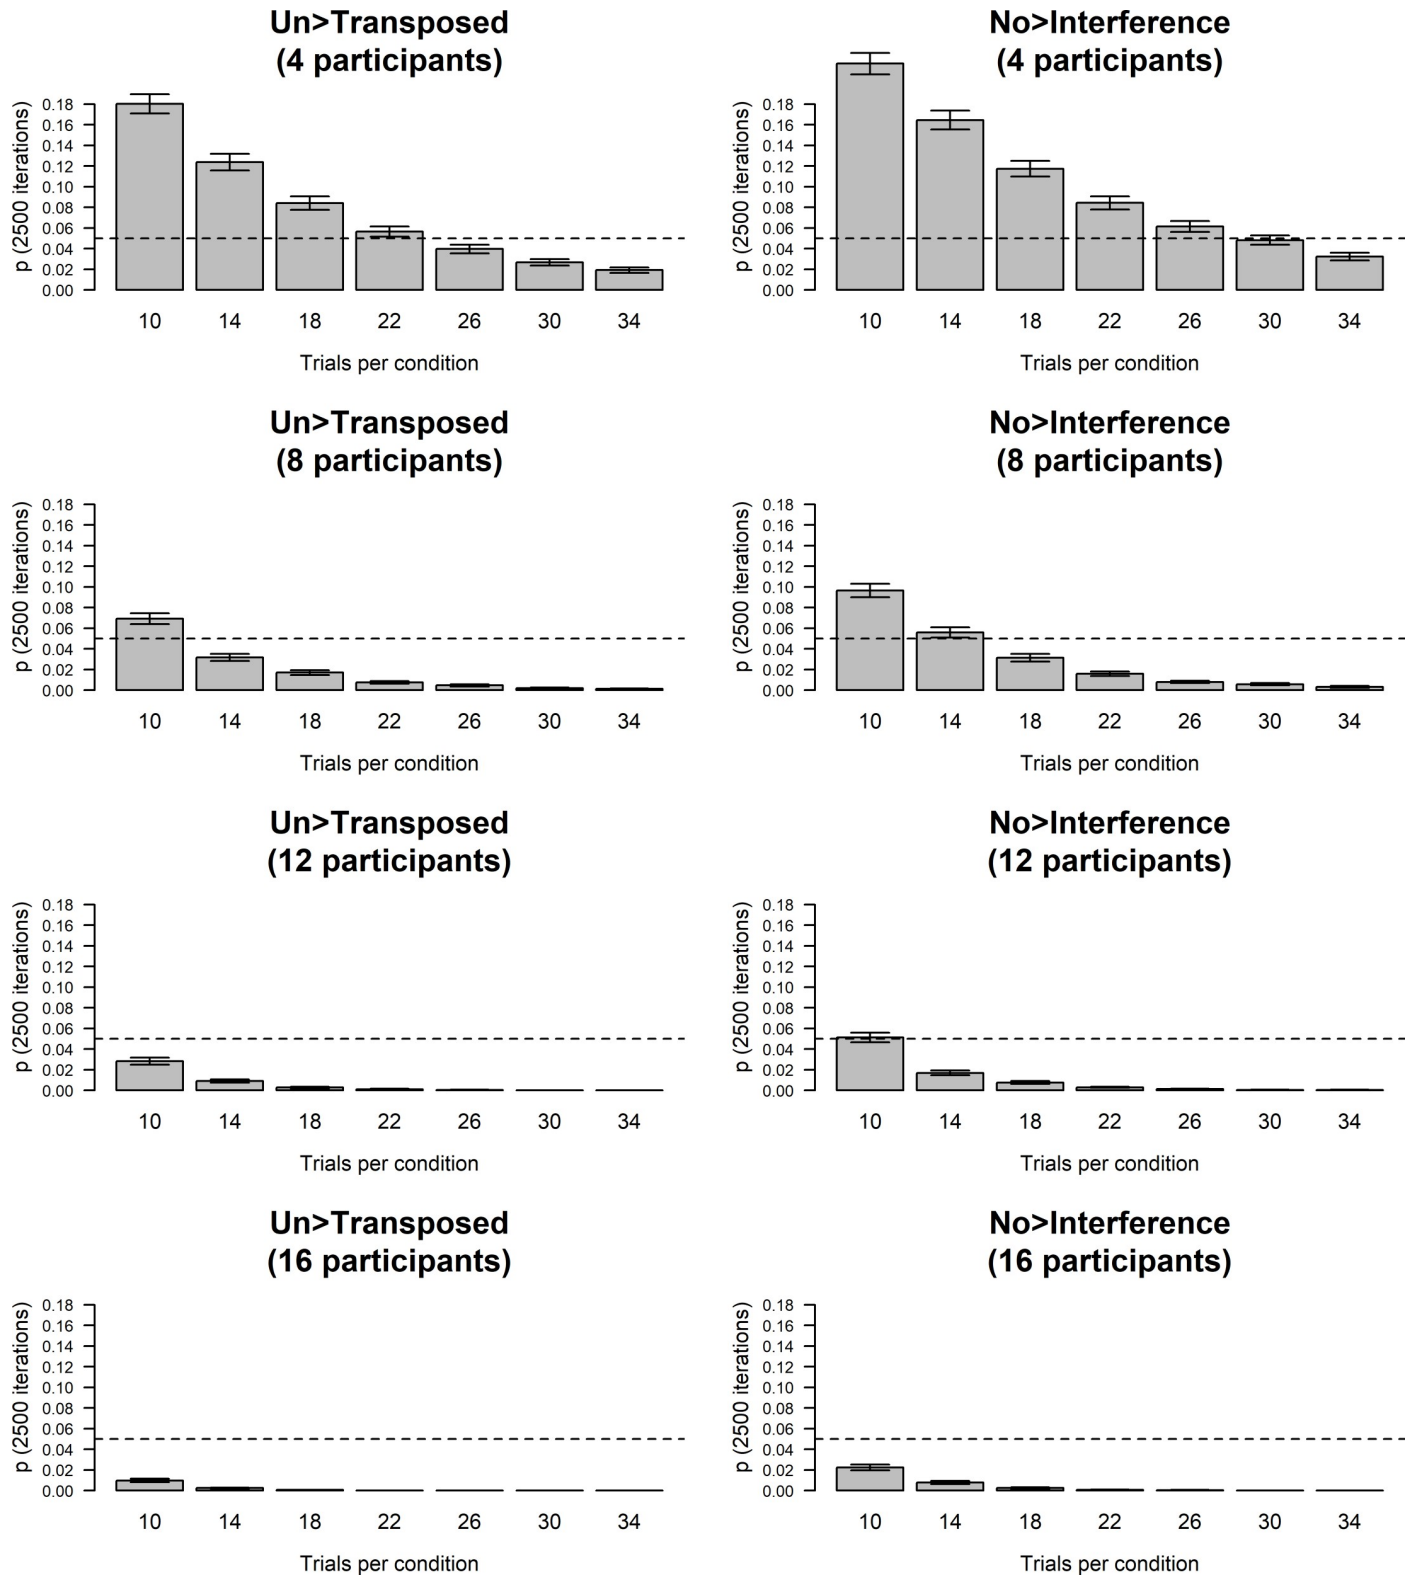 Un>Transposed
(4 participants)
p (2500 iterations)
0.18
0.16
0.14
0.12
0.10
0.08
0.06
0.04
0.02
0.00
10 14 18 22 26 30 34
Trials per condition
No>Interference
(4 participants)
p (2500 iterations)
0.18
0.16
0.14
0.12
0.10
0.08
0.06
0.04
0.02
0.00
10 14 18 22 26 30 34
Trials per condition
Un>Transposed
(8 participants)
p (2500 iterations)
0.18
0.16
0.14
0.12
0.10
0.08
0.06
0.04
0.02
0.00
10 14 18 22 26 30 34
Trials per condition
No>Interference
(8 participants)
p (2500 iterations)
0.18
0.16
0.14
0.12
0.10
0.08
0.06
0.04
0.02
0.00
10 14 18 22 26 30 34
Trials per condition
Un>Transposed
(12 participants)
p (2500 iterations)
0.18
0.16
0.14
0.12
0.10
0.08
0.06
0.04
0.02
0.00
10 14 18 22 26 30 34
Trials per condition
No>Interference
(12 participants)
p (2500 iterations)
0.18
0.16
0.14
0.12
0.10
0.08
0.06
0.04
0.02
0.00
10 14 18 22 26 30 34
Trials per condition
Un>Transposed
(16 participants)
p (2500 iterations)
0.18
0.16
0.14
0.12
0.10
0.08
0.06
0.04
0.02
0.00
10 14 18 22 26 30 34
Trials per condition
No>Interference
(16 participants)
p (2500 iterations)
0.18
0.16
0.14
0.12
0.10
0.08
0.06
0.04
0.02
0.00
10 14 18 22 26 30 34
Trials per condition